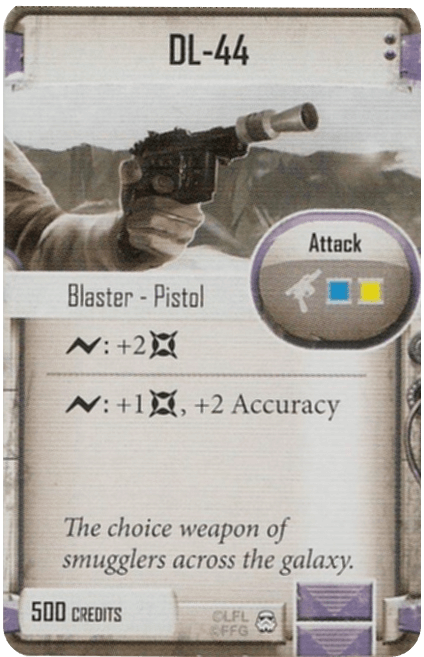 DL-44
Attack
Blaster - Pistol
: +2
: +1, +2 Accuracy
The choice weapon of
smugglers across the galaxy.
500 CREDITS
©LFL
©FFG